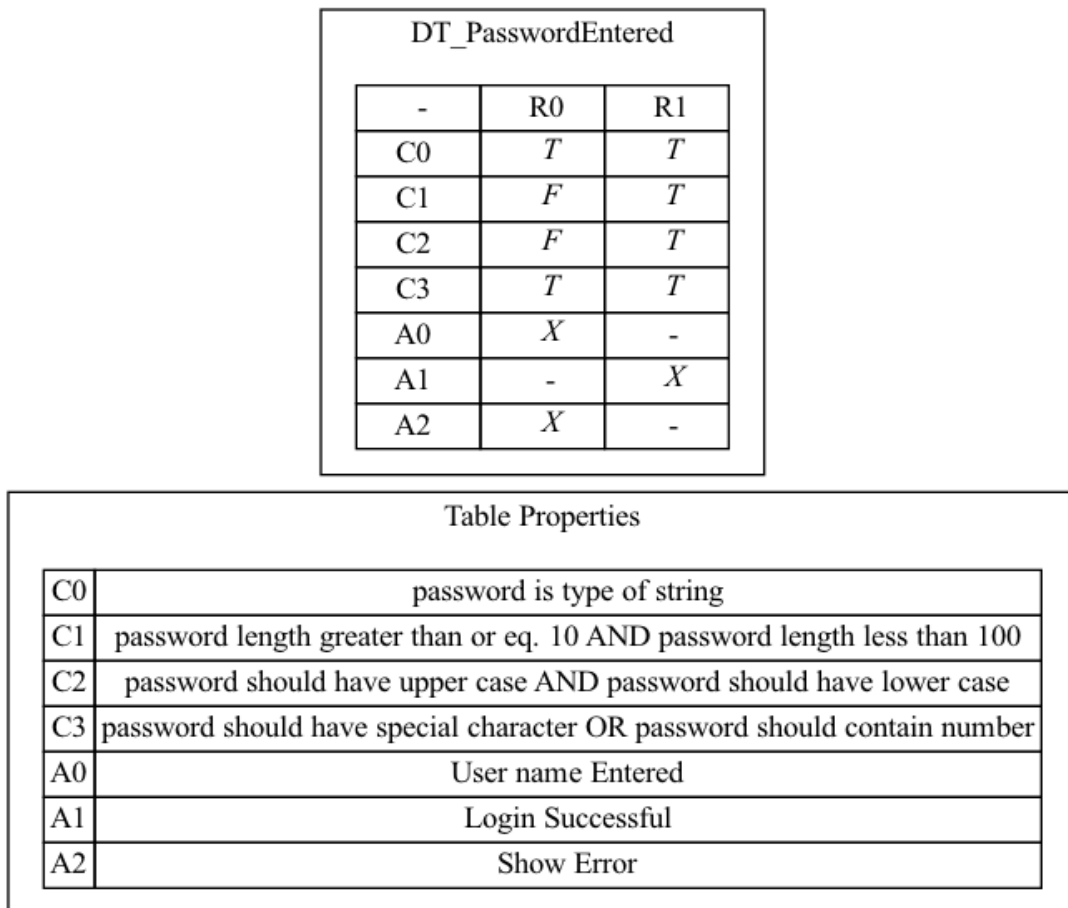 DT_PasswordEntered
- R0 R1
C0 T T
C1 F T
C2 F T
C3 T T
A0 X -
A1 - X
A2 X -
Table Properties
C0 password is type of string
C1 password length greater than or eq. 10 AND password length less than 100
C2 password should have upper case AND password should have lower case
C3 password should have special character OR password should contain number
A0 User name Entered
A1 Login Successful
A2 Show Error